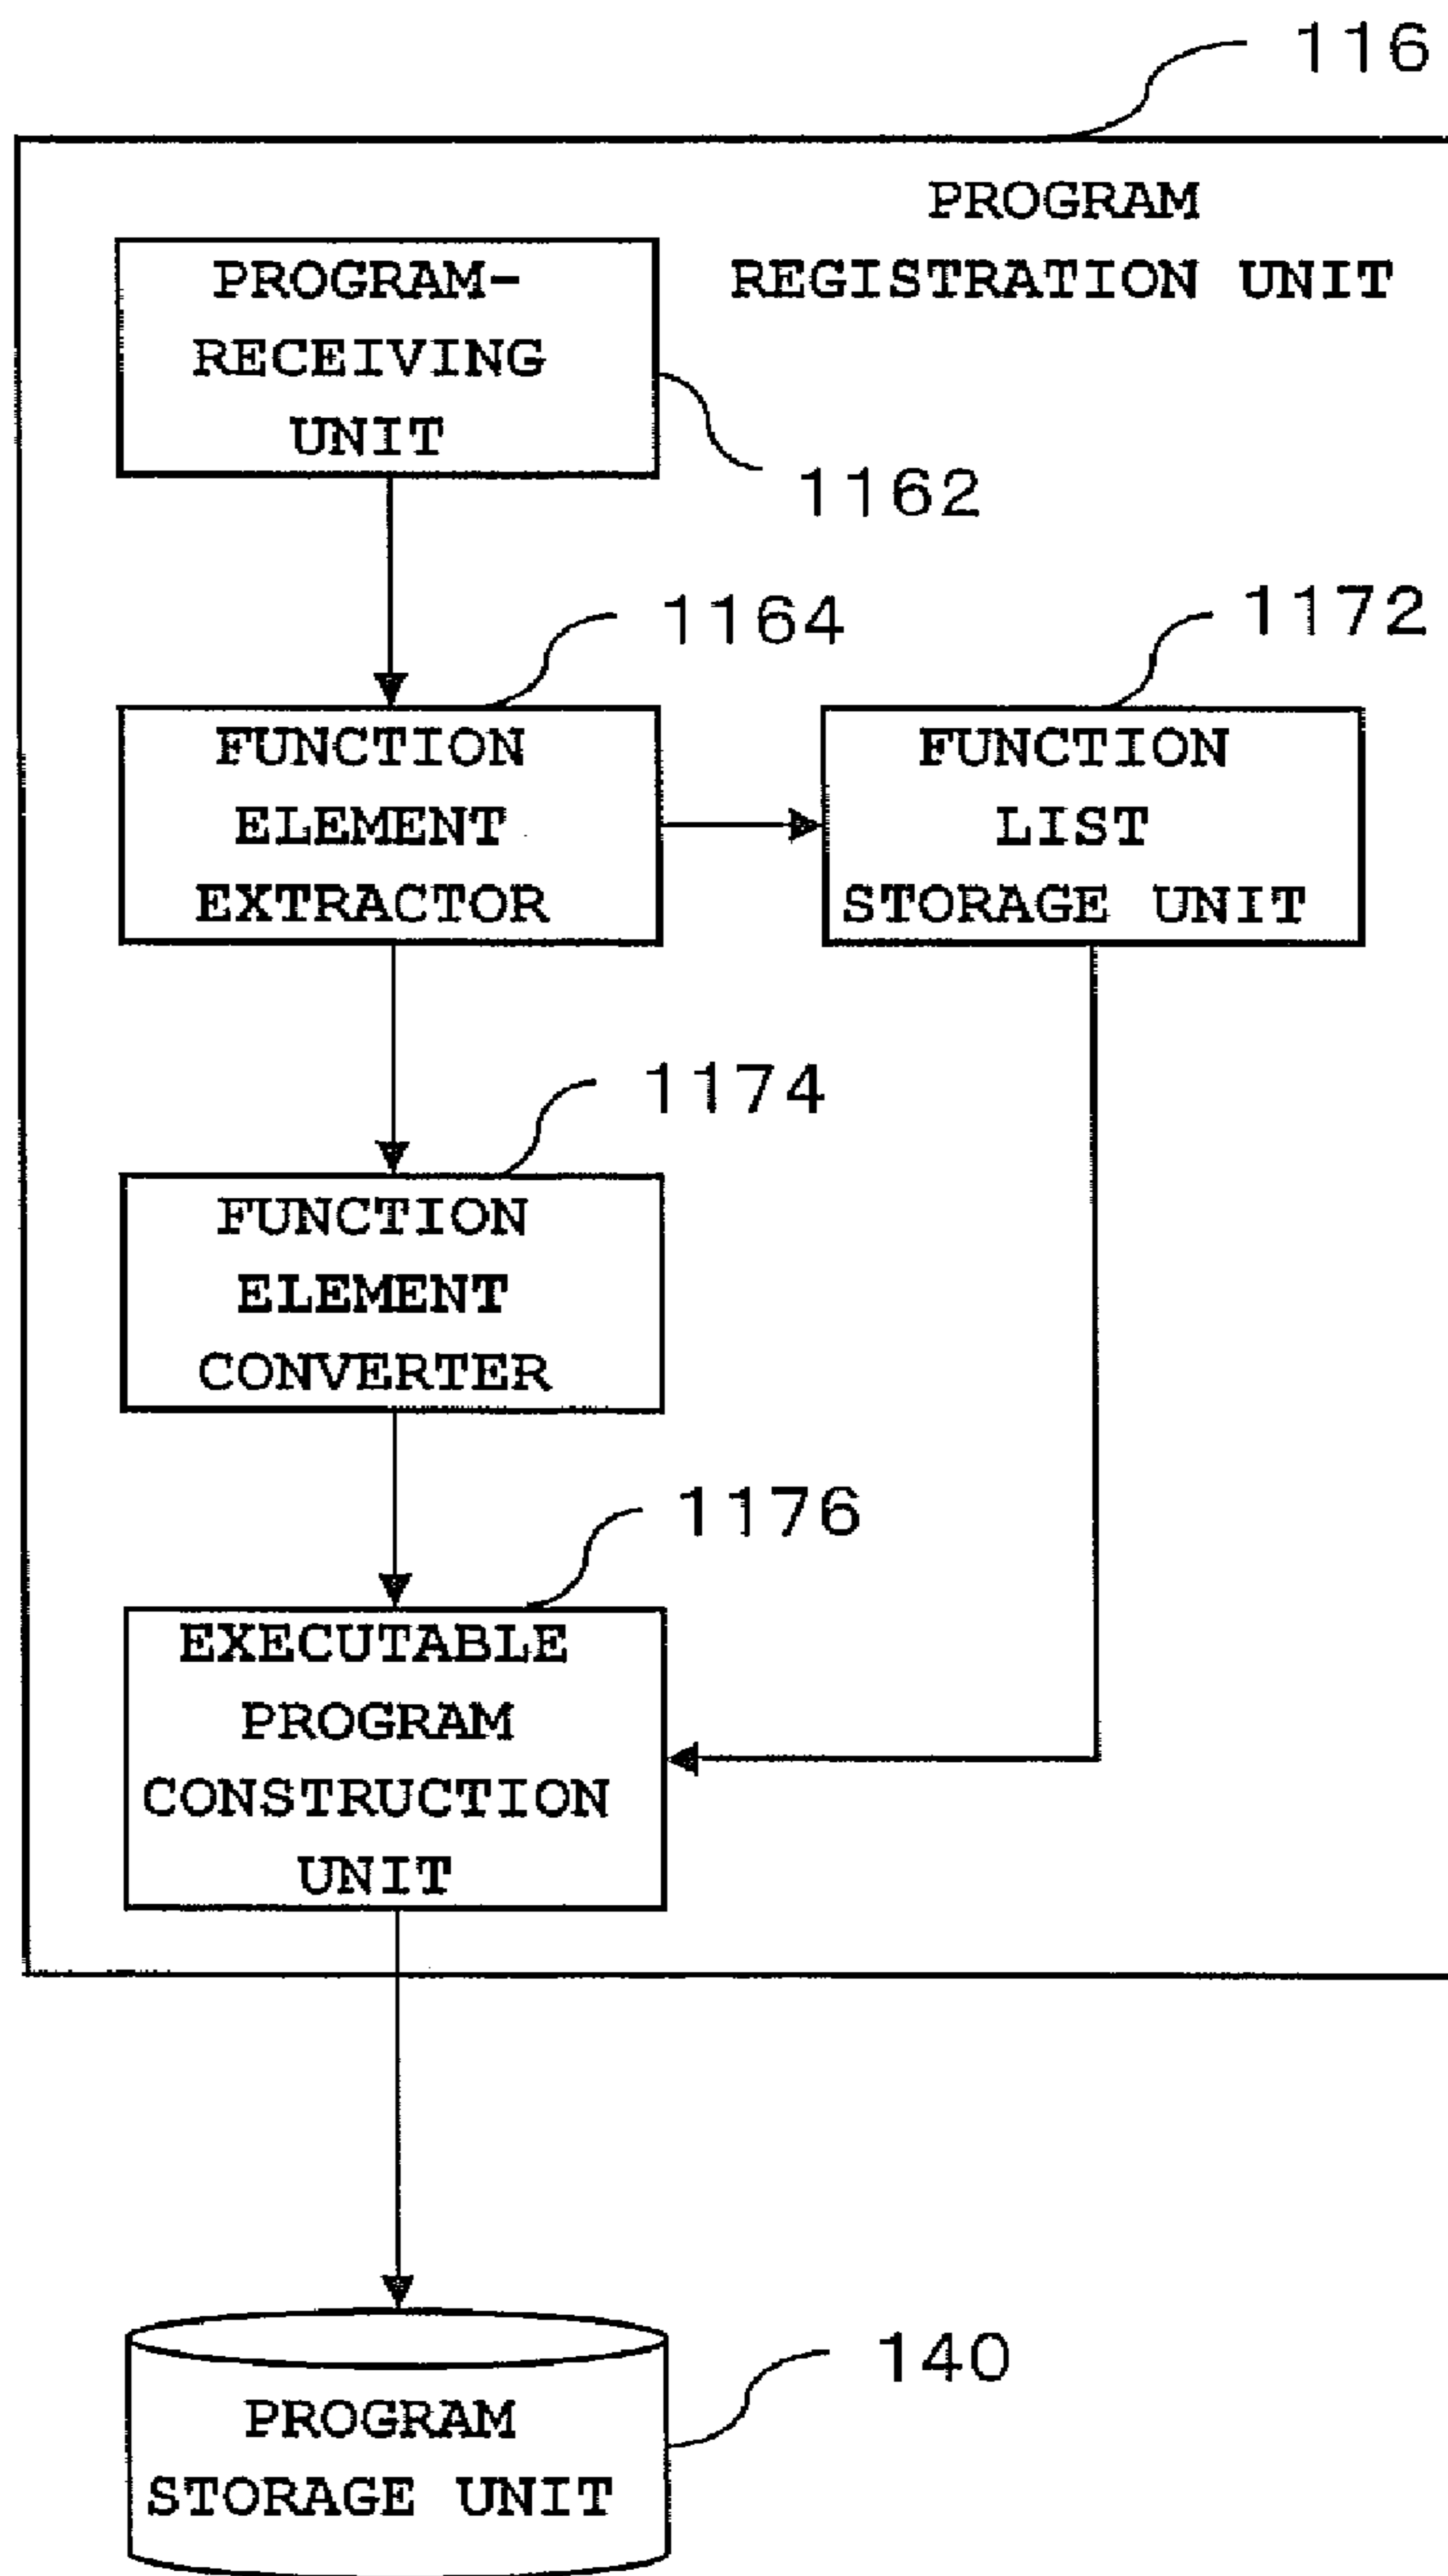 116
PROGRAM
REGISTRATION UNIT
PROGRAM-
RECEIVING
UNIT
1162
1164
1172
FUNCTION
ELEMENT
EXTRACTOR
FUNCTION
LIST
STORAGE UNIT
1174
FUNCTION
ELEMENT
CONVERTER
1176
EXECUTABLE
PROGRAM
CONSTRUCTION
UNIT
140
PROGRAM
STORAGE UNIT